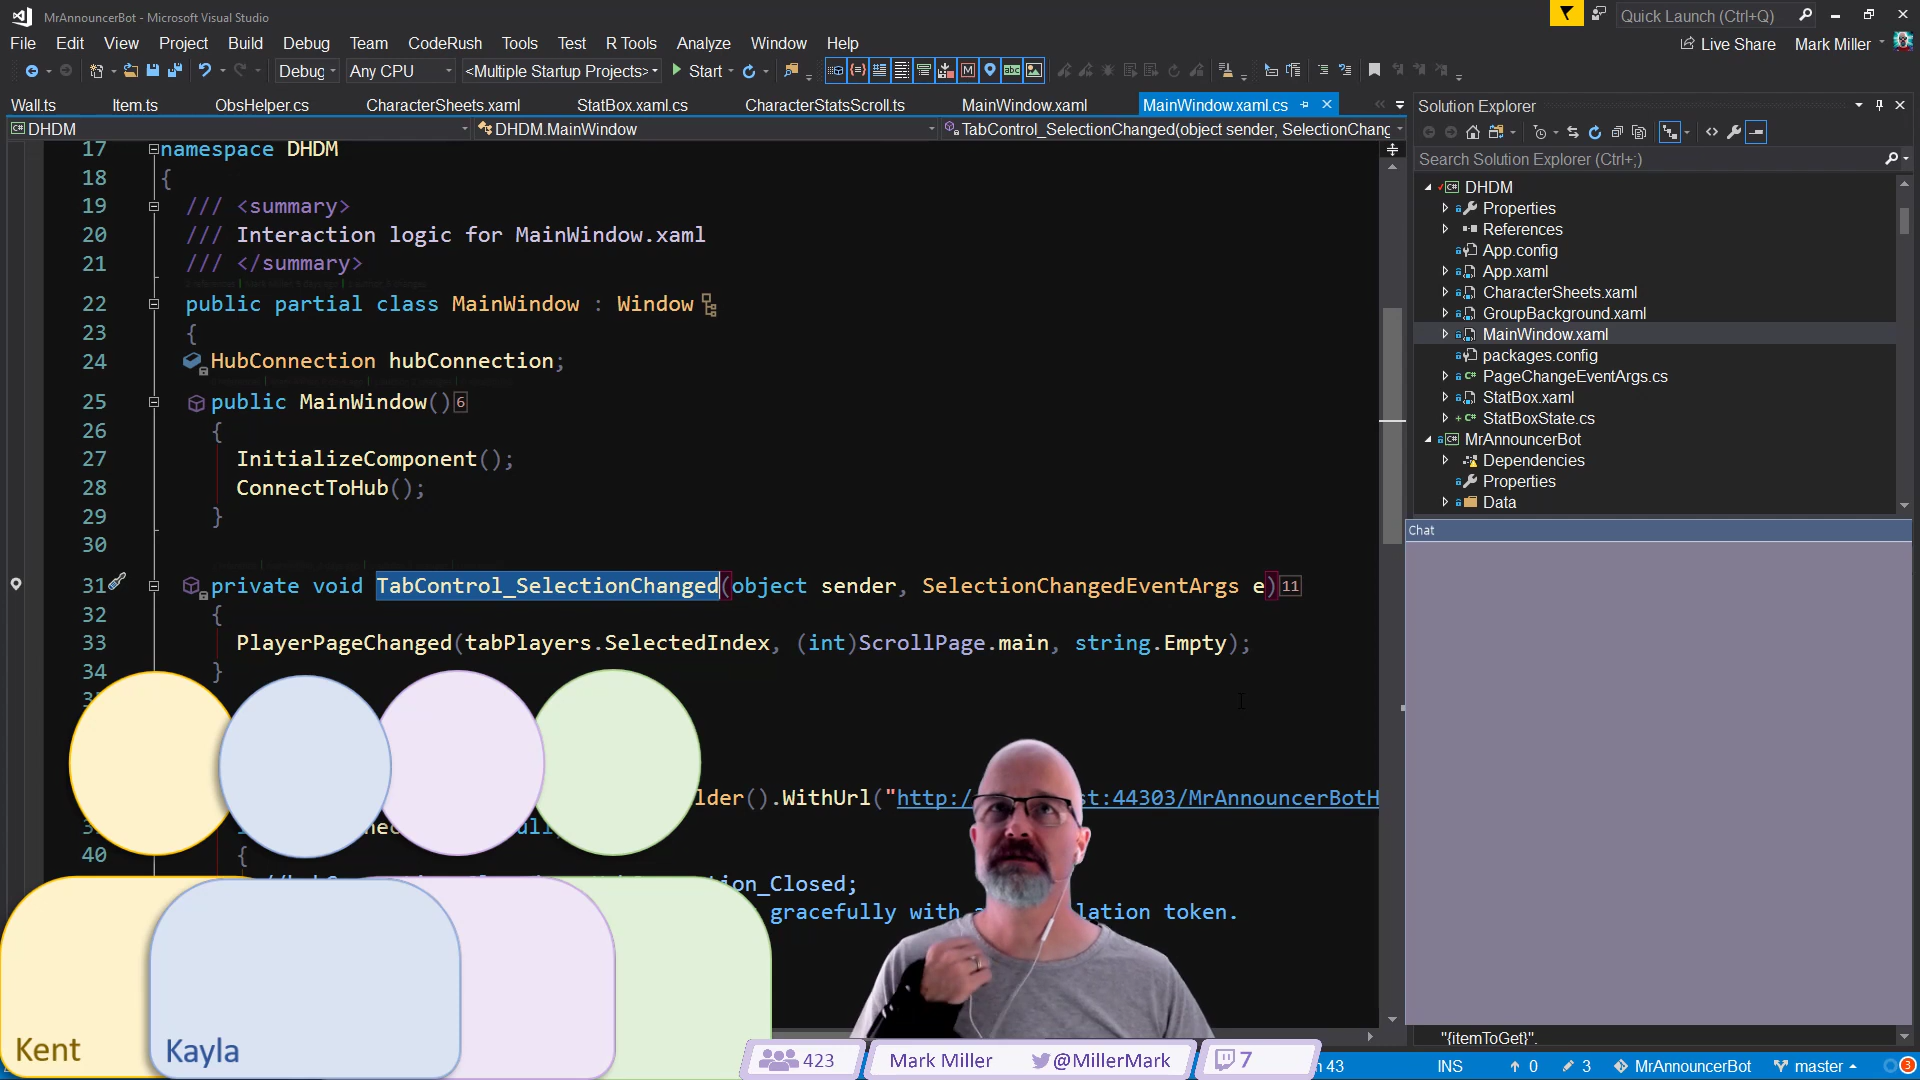 MrAnnouncerBot - Microsoft Visual Studio
Quick Launch (Ctrl+Q)
File Edit View Project Build Debug Team CodeRush Tools Test R Tools Analyze Window Help
Live Share Mark Miller
Debug Any CPU <Multiple Startup Projects> Start
Wall.ts Item.ts ObsHelper.cs CharacterSheets.xaml StatBox.xaml.cs CharacterStatsScroll.ts MainWindow.xaml MainWindow.xaml.cs
DHDM DHDM.MainWindow TabControl_SelectionChanged(object sender, SelectionChang
17 namespace DHDM
18 {
19 /// <summary>
20 /// Interaction logic for MainWindow.xaml
21 /// </summary>
22 public partial class MainWindow : Window
23 {
24 HubConnection hubConnection;
25 public MainWindow() 6
26 {
27 InitializeComponent();
28 ConnectToHub();
29 }
30
31 private void TabControl_SelectionChanged(object sender, SelectionChangedEventArgs e) 11
32 {
33 PlayerPageChanged(tabPlayers.SelectedIndex, (int)ScrollPage.main, string.Empty);
34 }
lder().WithUrl("http:/ st:44303/MrAnnouncerBotH
40 {
on_Closed;
gracefully with a lation token.
Solution Explorer
Search Solution Explorer (Ctrl+;)
DHDM
Properties
References
App.config
App.xaml
CharacterSheets.xaml
GroupBackground.xaml
MainWindow.xaml
packages.config
PageChangeEventArgs.cs
StatBox.xaml
StatBoxState.cs
MrAnnouncerBot
Dependencies
Properties
Data
Chat
"{itemToGet}".
Kent
Kayla
423
Mark Miller @MillerMark
7
n 43 INS 0 3 MrAnnouncerBot master 3